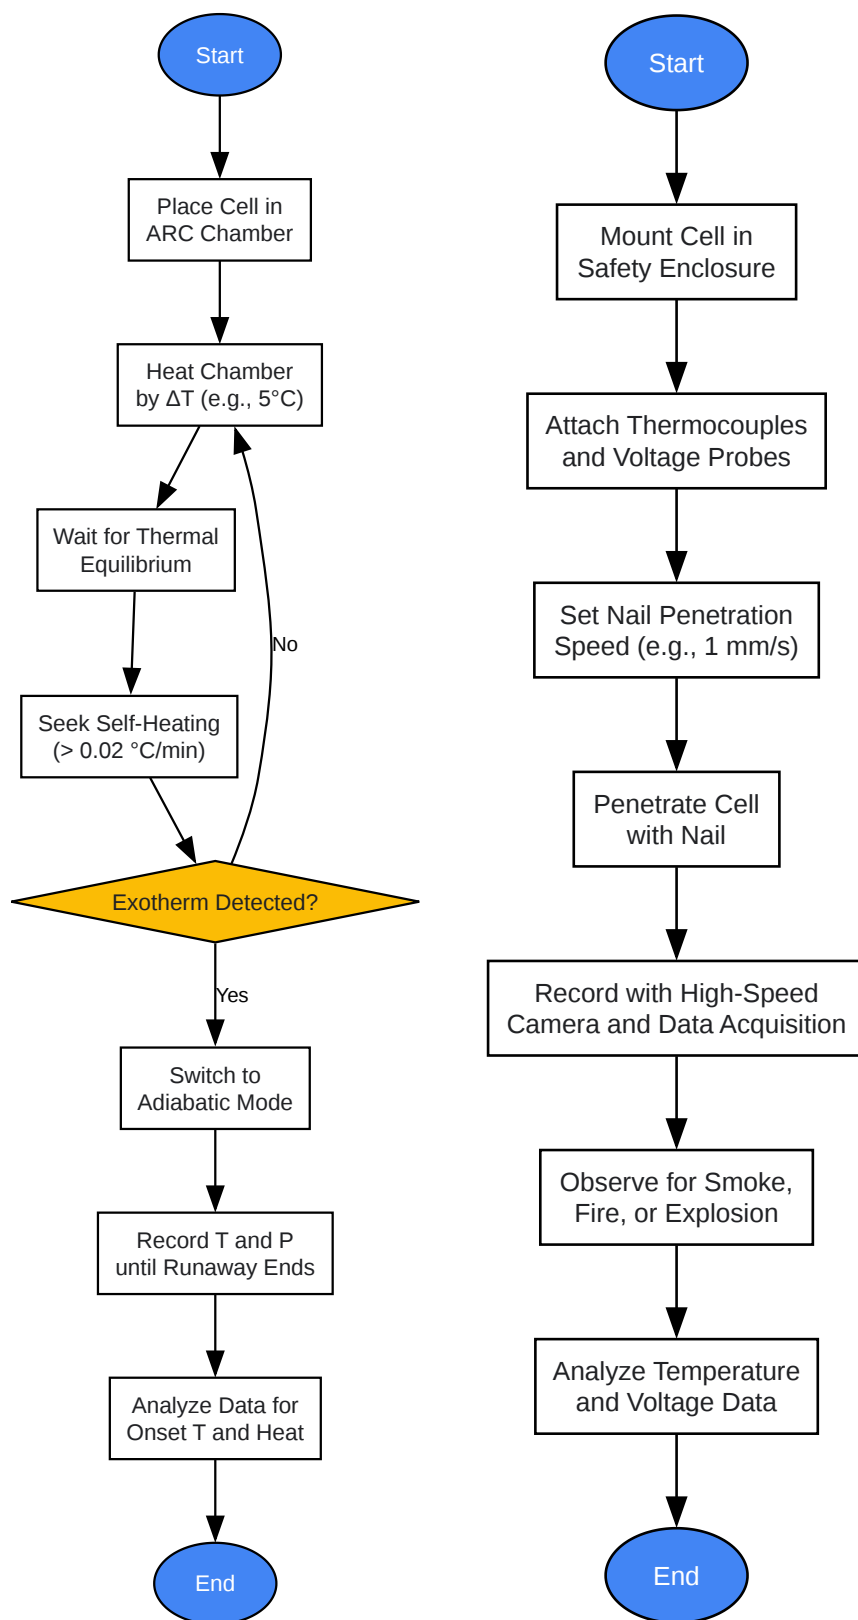 Start
Place Cell in
ARC Chamber
Heat Chamber
by ΔT (e.g., 5°C)
Wait for Thermal
Equilibrium
No
Seek Self-Heating
(> 0.02 °C/min)
Exotherm Detected?
Yes
Switch to
Adiabatic Mode
Record T and P
until Runaway Ends
Analyze Data for
Onset T and Heat
End
Start
Mount Cell in
Safety Enclosure
Attach Thermocouples
and Voltage Probes
Set Nail Penetration
Speed (e.g., 1 mm/s)
Penetrate Cell
with Nail
Record with High-Speed
Camera and Data Acquisition
Observe for Smoke,
Fire, or Explosion
Analyze Temperature
and Voltage Data
End